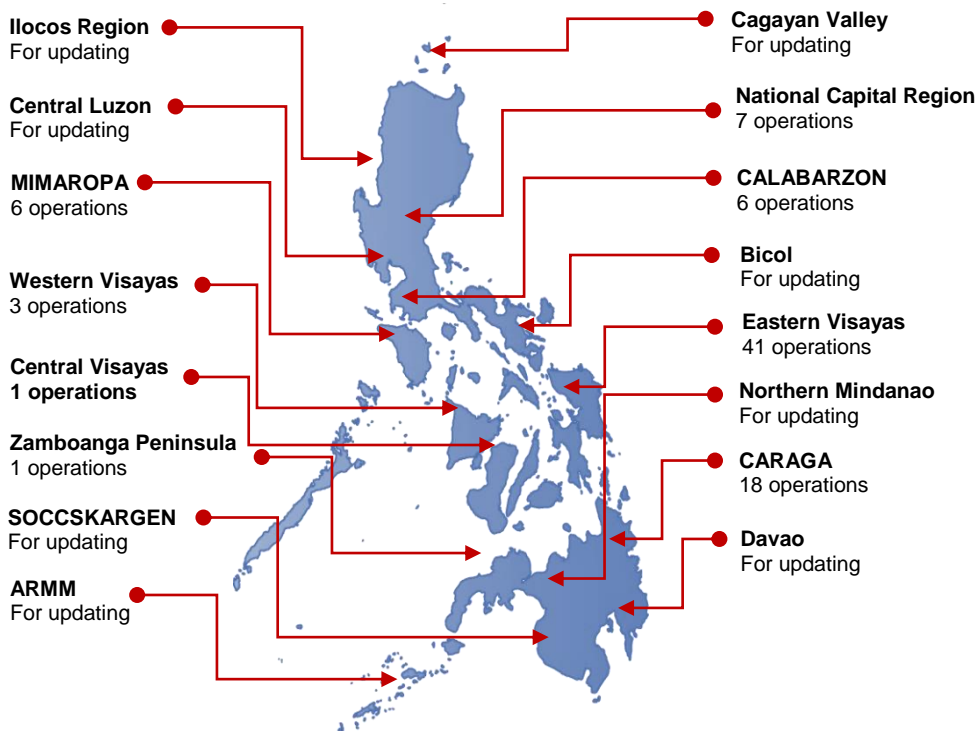 Ilocos Region
For updating
Central Luzon
For updating
MIMAROPA
6 operations
Western Visayas
3 operations
Central Visayas
1 operations
Zamboanga Peninsula
1 operations
SOCCSKARGEN
For updating
ARMM
For updating
Cagayan Valley
For updating
National Capital Region
7 operations
CALABARZON
6 operations
Bicol
For updating
Eastern Visayas
41 operations
Northern Mindanao
For updating
CARAGA
18 operations
Davao
For updating